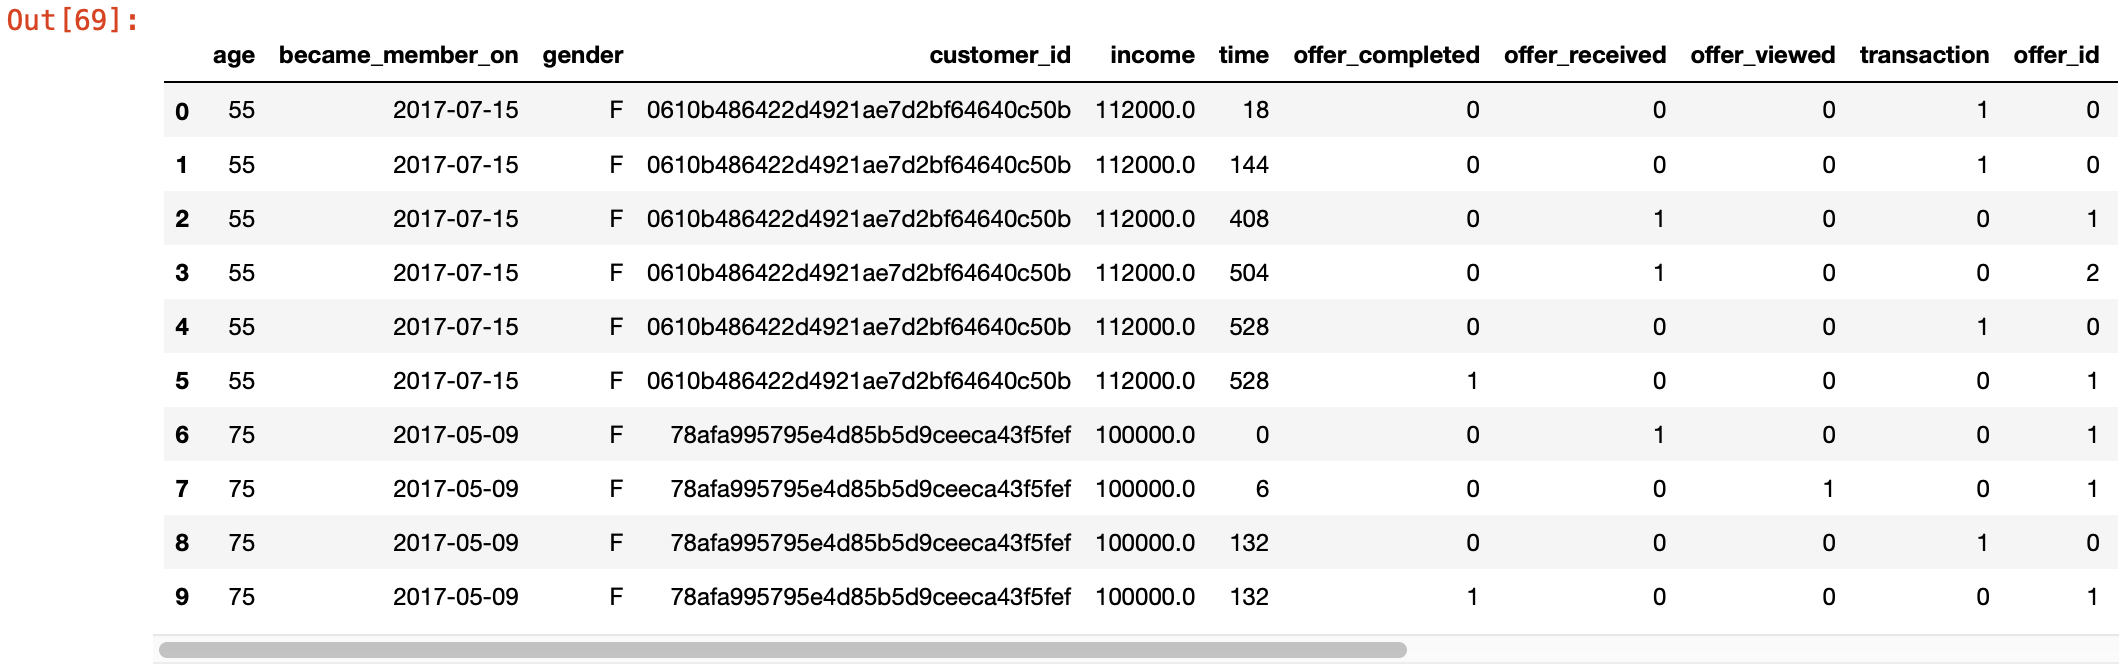 Out[69]:
age became_member_on gender customer_id income time offer_completed offer_received offer_viewed transaction offer_id
0 55 2017-07-15 F 0610b486422d4921ae7d2bf64640c50b 112000.0 18 0 0 0 1 0
1 55 2017-07-15 F 0610b486422d4921ae7d2bf64640c50b 112000.0 144 0 0 0 1 0
2 55 2017-07-15 F 0610b486422d4921ae7d2bf64640c50b 112000.0 408 0 1 0 0 1
3 55 2017-07-15 F 0610b486422d4921ae7d2bf64640c50b 112000.0 504 0 1 0 0 2
4 55 2017-07-15 F 0610b486422d4921ae7d2bf64640c50b 112000.0 528 0 0 0 1 0
5 55 2017-07-15 F 0610b486422d4921ae7d2bf64640c50b 112000.0 528 1 0 0 0 1
6 75 2017-05-09 F 78afa995795e4d85b5d9ceeca43f5fef 100000.0 0 0 1 0 0 1
7 75 2017-05-09 F 78afa995795e4d85b5d9ceeca43f5fef 100000.0 6 0 0 1 0 1
8 75 2017-05-09 F 78afa995795e4d85b5d9ceeca43f5fef 100000.0 132 0 0 0 1 0
9 75 2017-05-09 F 78afa995795e4d85b5d9ceeca43f5fef 100000.0 132 1 0 0 0 1